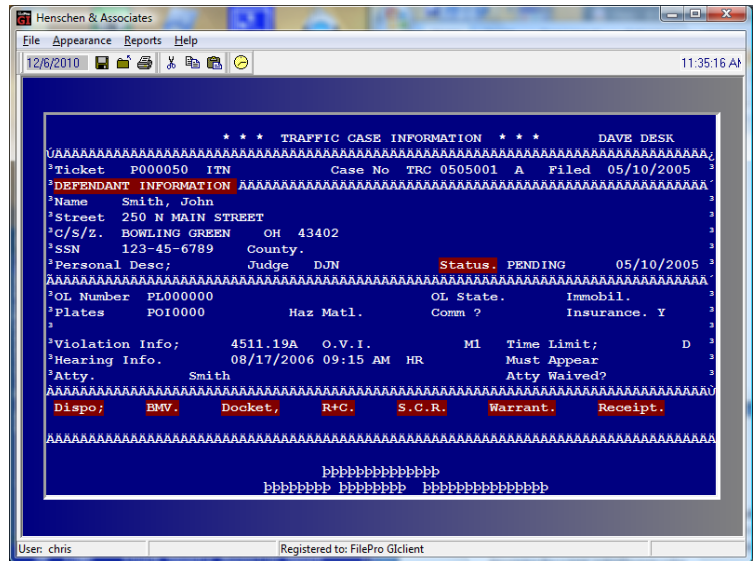 Henschen & Associates
File Appearance Reports Help
12/6/2010 11:35:16 AM
* * * TRAFFIC CASE INFORMATION * * * DAVE DESK
ÚÄÄÄÄÄÄÄÄÄÄÄÄÄÄÄÄÄÄÄÄÄÄÄÄÄÄÄÄÄÄÄÄÄÄÄÄÄÄÄÄÄÄÄÄÄÄÄÄÄÄÄÄÄÄÄÄÄÄÄÄÄÄÄÄÄÄÄÄÄÄÄÄÄÄÄÄÄÄ¿
³Ticket P000050 ITN Case No TRC 0505001 A Filed 05/10/2005 ³
³DEFENDANT INFORMATION ÄÄÄÄÄÄÄÄÄÄÄÄÄÄÄÄÄÄÄÄÄÄÄÄÄÄÄÄÄÄÄÄÄÄÄÄÄÄÄÄÄÄÄÄÄÄÄÄÄÄÄÄÄÄÄÄ´
³Name Smith, John ³
³Street 250 N MAIN STREET ³
³C/S/Z. BOWLING GREEN OH 43402 ³
³SSN 123-45-6789 County. ³
³Personal Desc; Judge DJN Status. PENDING 05/10/2005 ³
ÃÄÄÄÄÄÄÄÄÄÄÄÄÄÄÄÄÄÄÄÄÄÄÄÄÄÄÄÄÄÄÄÄÄÄÄÄÄÄÄÄÄÄÄÄÄÄÄÄÄÄÄÄÄÄÄÄÄÄÄÄÄÄÄÄÄÄÄÄÄÄÄÄÄÄÄÄÄÄ´
³OL Number PL000000 OL State. Immobil. ³
³Plates POI0000 Haz Matl. Comm ? Insurance. Y ³
³ ³
³Violation Info; 4511.19A O.V.I. M1 Time Limit; D ³
³Hearing Info. 08/17/2006 09:15 AM HR Must Appear ³
³Atty. Smith Atty Waived? ³
ÀÄÄÄÄÄÄÄÄÄÄÄÄÄÄÄÄÄÄÄÄÄÄÄÄÄÄÄÄÄÄÄÄÄÄÄÄÄÄÄÄÄÄÄÄÄÄÄÄÄÄÄÄÄÄÄÄÄÄÄÄÄÄÄÄÄÄÄÄÄÄÄÄÄÄÄÄÄÄÙ
Dispo; BMV. Docket, R+C. S.C.R. Warrant. Receipt.
ÄÄÄÄÄÄÄÄÄÄÄÄÄÄÄÄÄÄÄÄÄÄÄÄÄÄÄÄÄÄÄÄÄÄÄÄÄÄÄÄÄÄÄÄÄÄÄÄÄÄÄÄÄÄÄÄÄÄÄÄÄÄÄÄÄÄÄÄÄÄÄÄÄÄÄÄÄÄÄÄ
þþþþþþþþþþþþþþ
þþþþþþþþ þþþþþþþþ þþþþþþþþþþþþþþþ
User: chris Registered to: FilePro GIclient